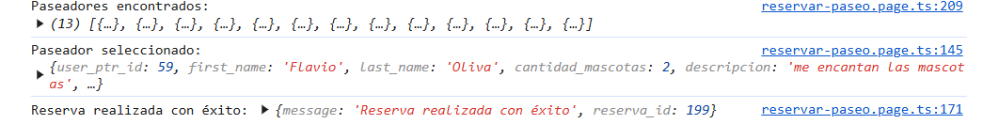 Paseadores encontrados: reservar-paseo.page.ts:209
▶ (13) [{…}, {…}, {…}, {…}, {…}, {…}, {…}, {…}, {…}, {…}, {…}, {…}, {…}]
Paseador seleccionado: reservar-paseo.page.ts:145
▶ {user_ptr_id: 59, first_name: 'Flavio', last_name: 'Oliva', cantidad_mascotas: 2, descripcion: 'me encantan las mascot
as', …}
Reserva realizada con éxito: ▶ {message: 'Reserva realizada con éxito', reserva_id: 199} reservar-paseo.page.ts:171